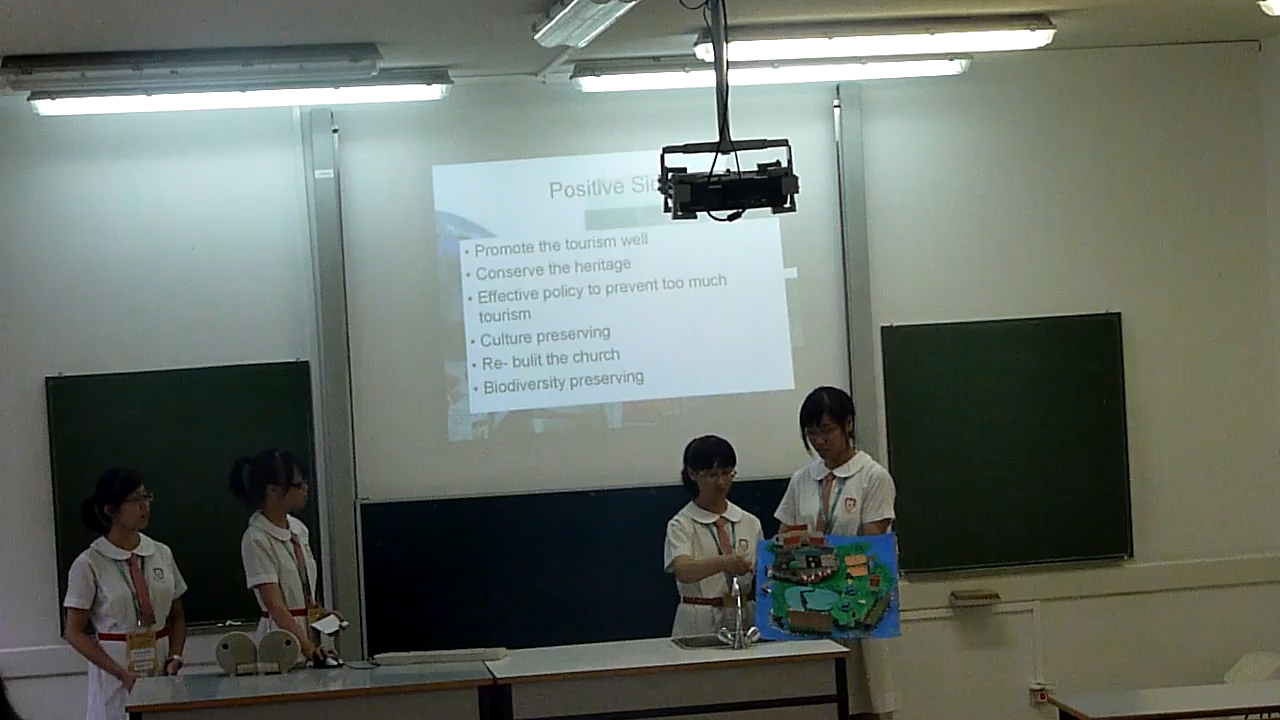 Positive
• Promote the tourism well
• Conserve the heritage
• Effective policy to prevent too much
tourism
• Culture preserving
• Re- bulit the church
• Biodiversity preserving